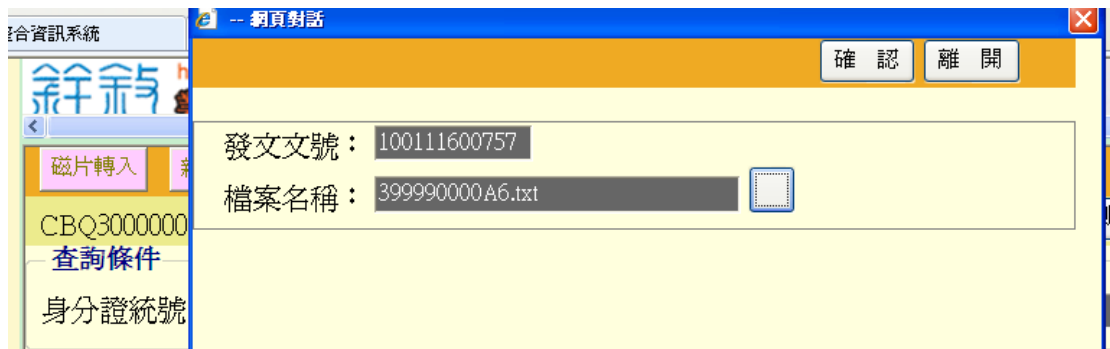 合資訊系統
-- 網頁對話
確 認
離 開
銓敍
發文文號：
100111600757
磁片轉入
檔案名稱：
399990000A6.txt
CBQ3000000
查詢條件
身分證統號